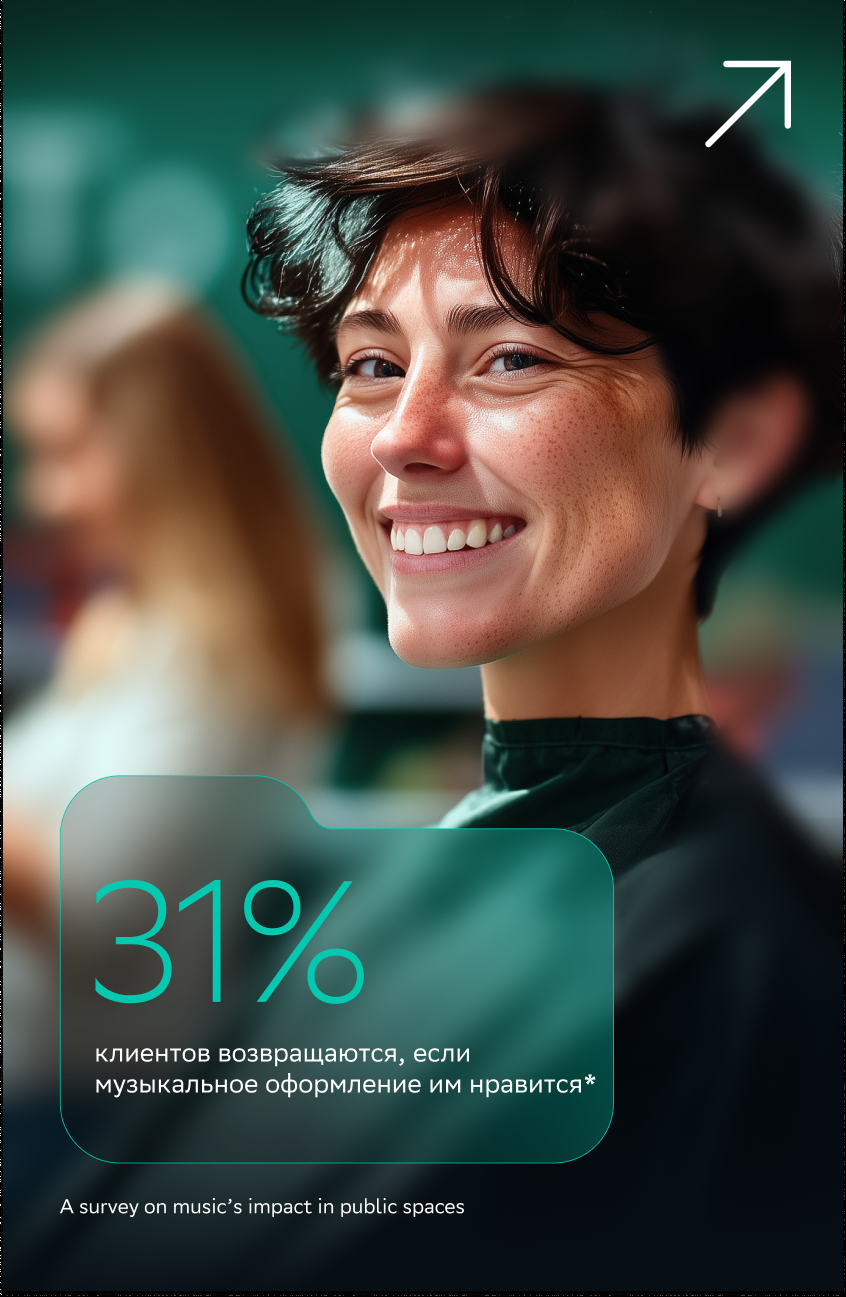 31%
клиентов возвращаются, если
музыкальное оформление им нравится*
A survey on music’s impact in public spaces